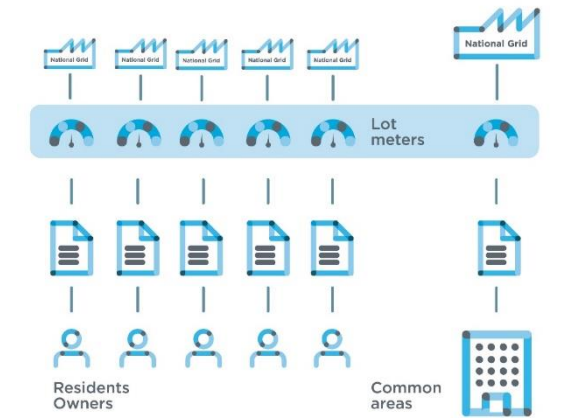 National Grid
National Grid
National Grid
National Grid
National Grid
National Grid
Lot
meters
Residents
Owners
Common
areas